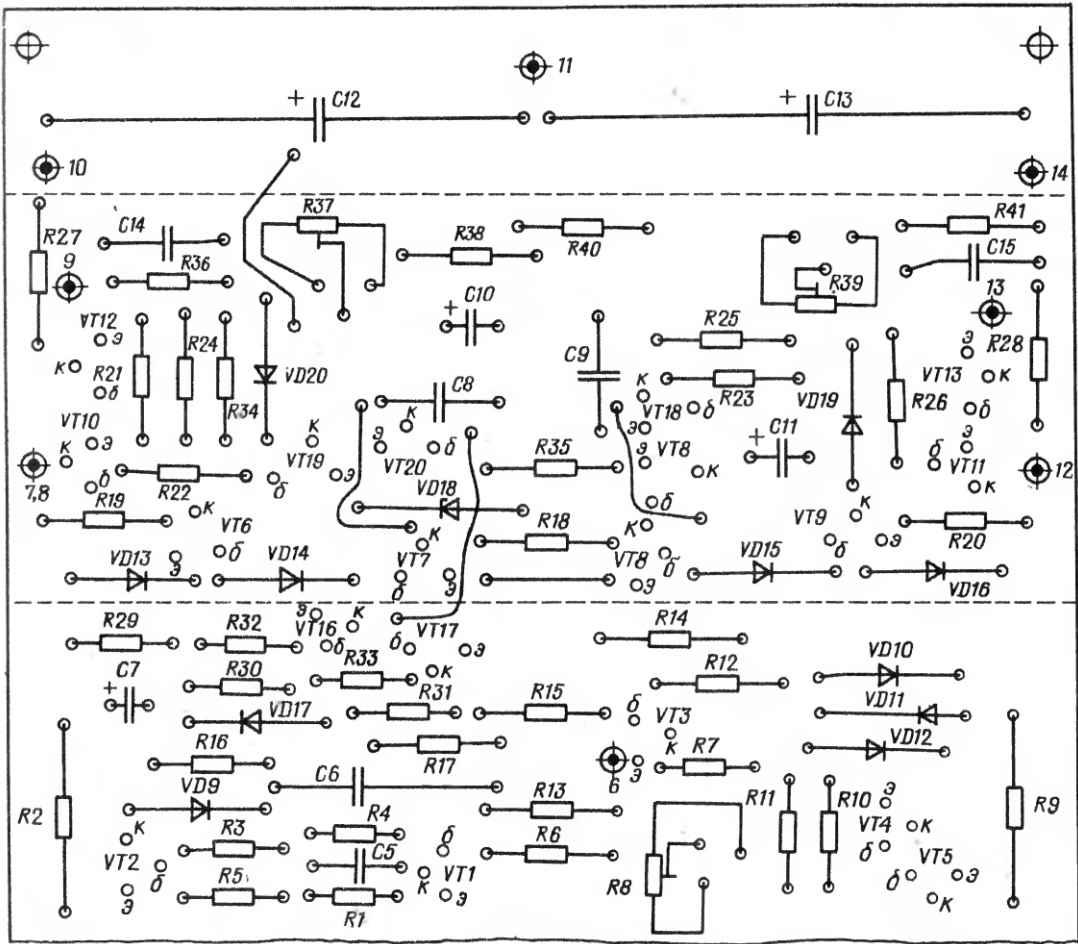 11
+ C12
+ C13
10
14
R27
C14
R37
R38
R40
R41
C15
9
R36
R39
13
VT12
э
C10
+
R25
э
R28
к
R21
б
R24
R34
VD20
C9
к
R23
VD19
R26
VT13
к
C8
VT10
э
к
к
э
VT18
б
б
7,8
к
б
R22
VT19
э
б
э
VT20
б
R35
э
VT8
к
C11
+
э
б
VT11
к
12
R19
к
VD18
б
к
VT9
к
R20
VT6
б
R18
б
э
VD13
э
VD14
VT7
к
б
э
VT8
б
э
VD15
VD16
R29
R32
э
VT16
к
б
VT17
б
э
к
R14
C7
+
R30
R33
R12
VD10
VD17
R31
R15
б
VT3
к
VD11
R16
R17
6
э
R7
VD12
R2
VD9
C6
R13
R11
R10
э
VT4
к
б
R9
к
R3
R4
б
R6
VT2
б
э
C5
VT1
к
э
R8
VT5
б
э
к
R5
R1